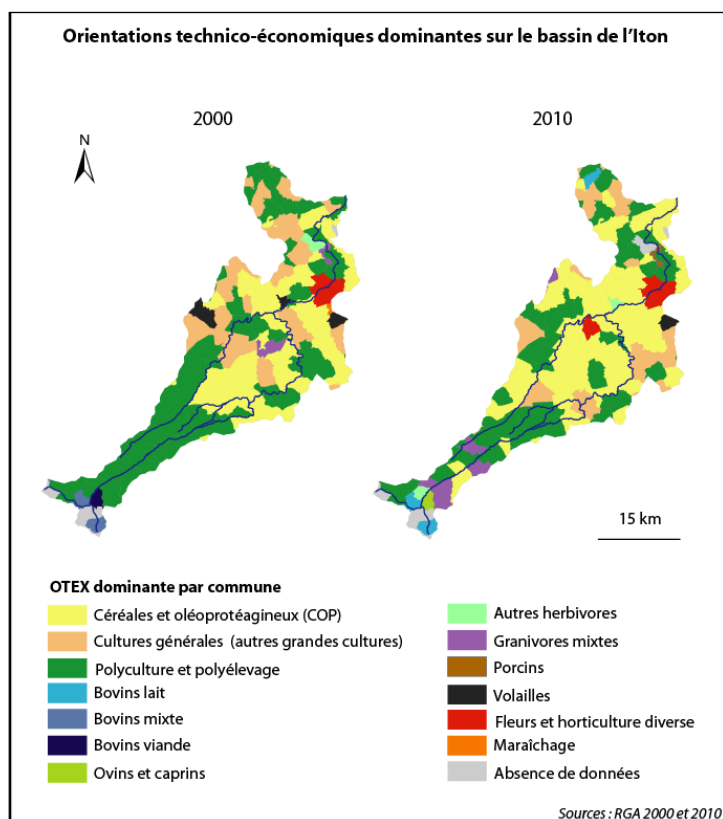 Orientations technico-économiques dominantes sur le bassin de l'Iton
2000
2010
N
15 km
OTEX dominante par commune
Céréales et oléoprotéagineux (COP)
Cultures générales (autres grandes cultures)
Polyculture et polyélevage
Bovins lait
Bovins mixte
Bovins viande
Ovins et caprins
Autres herbivores
Granivores mixtes
Porcins
Volailles
Fleurs et horticulture diverse
Maraîchage
Absence de données
Sources : RGA 2000 et 2010